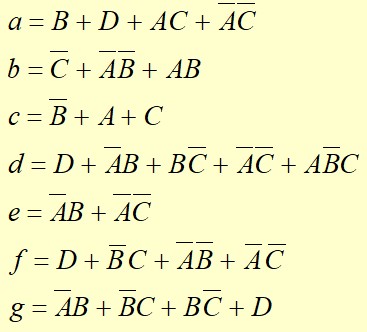 a = B + D + AC + A̅C̅
b = C̅ + A̅B̅ + AB
c = B̅ + A + C
d = D + A̅B + BC̅ + A̅C̅ + AB̅C
e = A̅B + A̅C̅
f = D + B̅C + A̅B̅ + A̅C̅
g = A̅B + B̅C + BC̅ + D